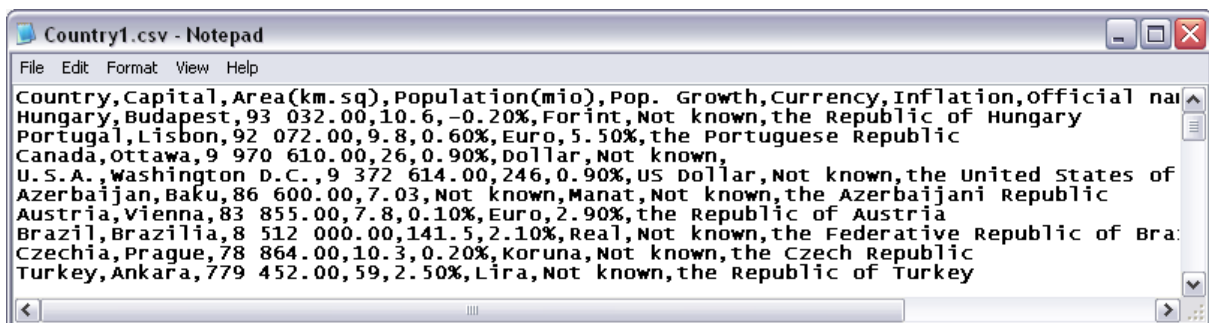 Country1.csv - Notepad
File Edit Format View Help
Country,Capital,Area(km.sq),Population(mio),Pop. Growth,Currency,Inflation,Official
Hungary,Budapest,93 032.00,10.6,-0.20%,Forint,Not known,the Republic of Hungary
Portugal,Lisbon,92 072.00,9.8,0.60%,Euro,5.50%,the Portuguese Republic
Canada,Ottawa,9 970 610.00,26,0.90%,Dollar,Not known,
U.S.A.,Washington D.C.,9 372 614.00,246,0.90%,US Dollar,Not known,the United States of
Azerbaijan,Baku,86 600.00,7.03,Not known,Manat,Not known,the Azerbaijani Republic
Austria,Vienna,83 855.00,7.8,0.10%,Euro,2.90%,the Republic of Austria
Brazil,Brazilia,8 512 000.00,141.5,2.10%,Real,Not known,the Federative Republic of
Czechia,Prague,78 864.00,10.3,0.20%,Koruna,Not known,the Czech Republic
Turkey,Ankara,779 452.00,59,2.50%,Lira,Not known,the Republic of Turkey